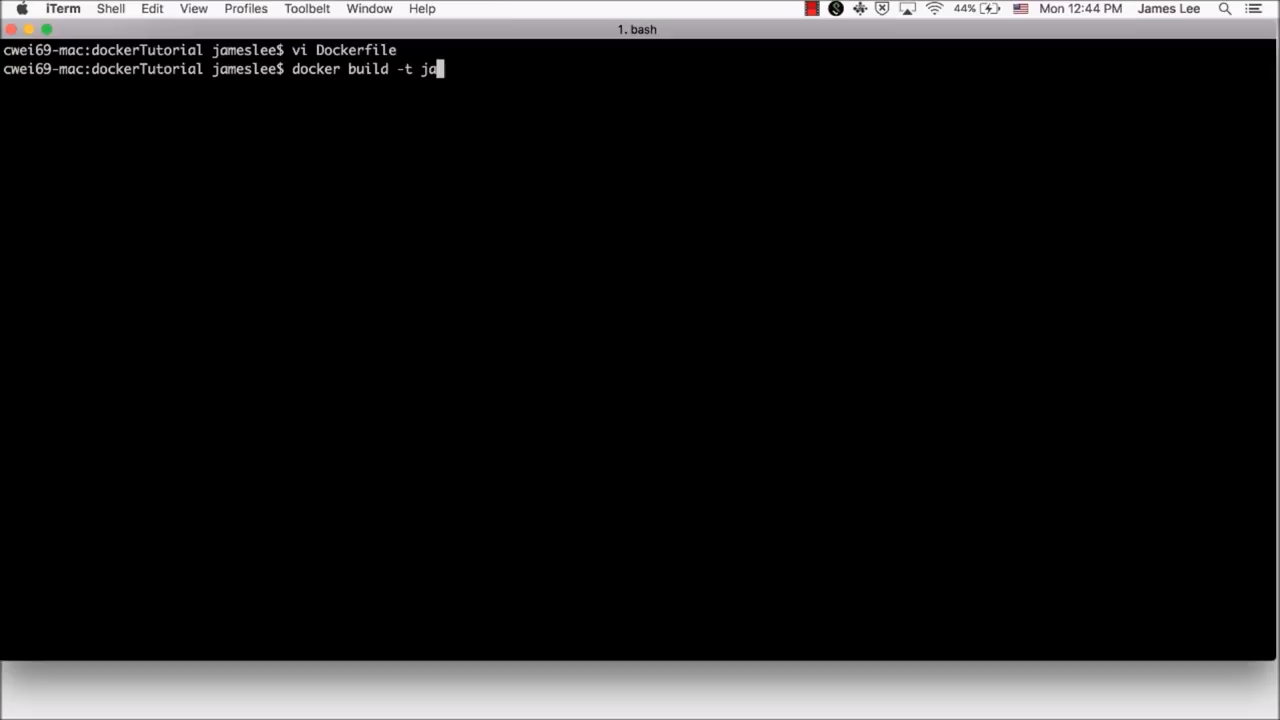 iTerm Shell Edit View Profiles Toolbelt Window Help 44% Mon 12:44 PM James Lee
1. bash
cwei69-mac:dockerTutorial jameslee$ vi Dockerfile
cwei69-mac:dockerTutorial jameslee$ docker build -t ja